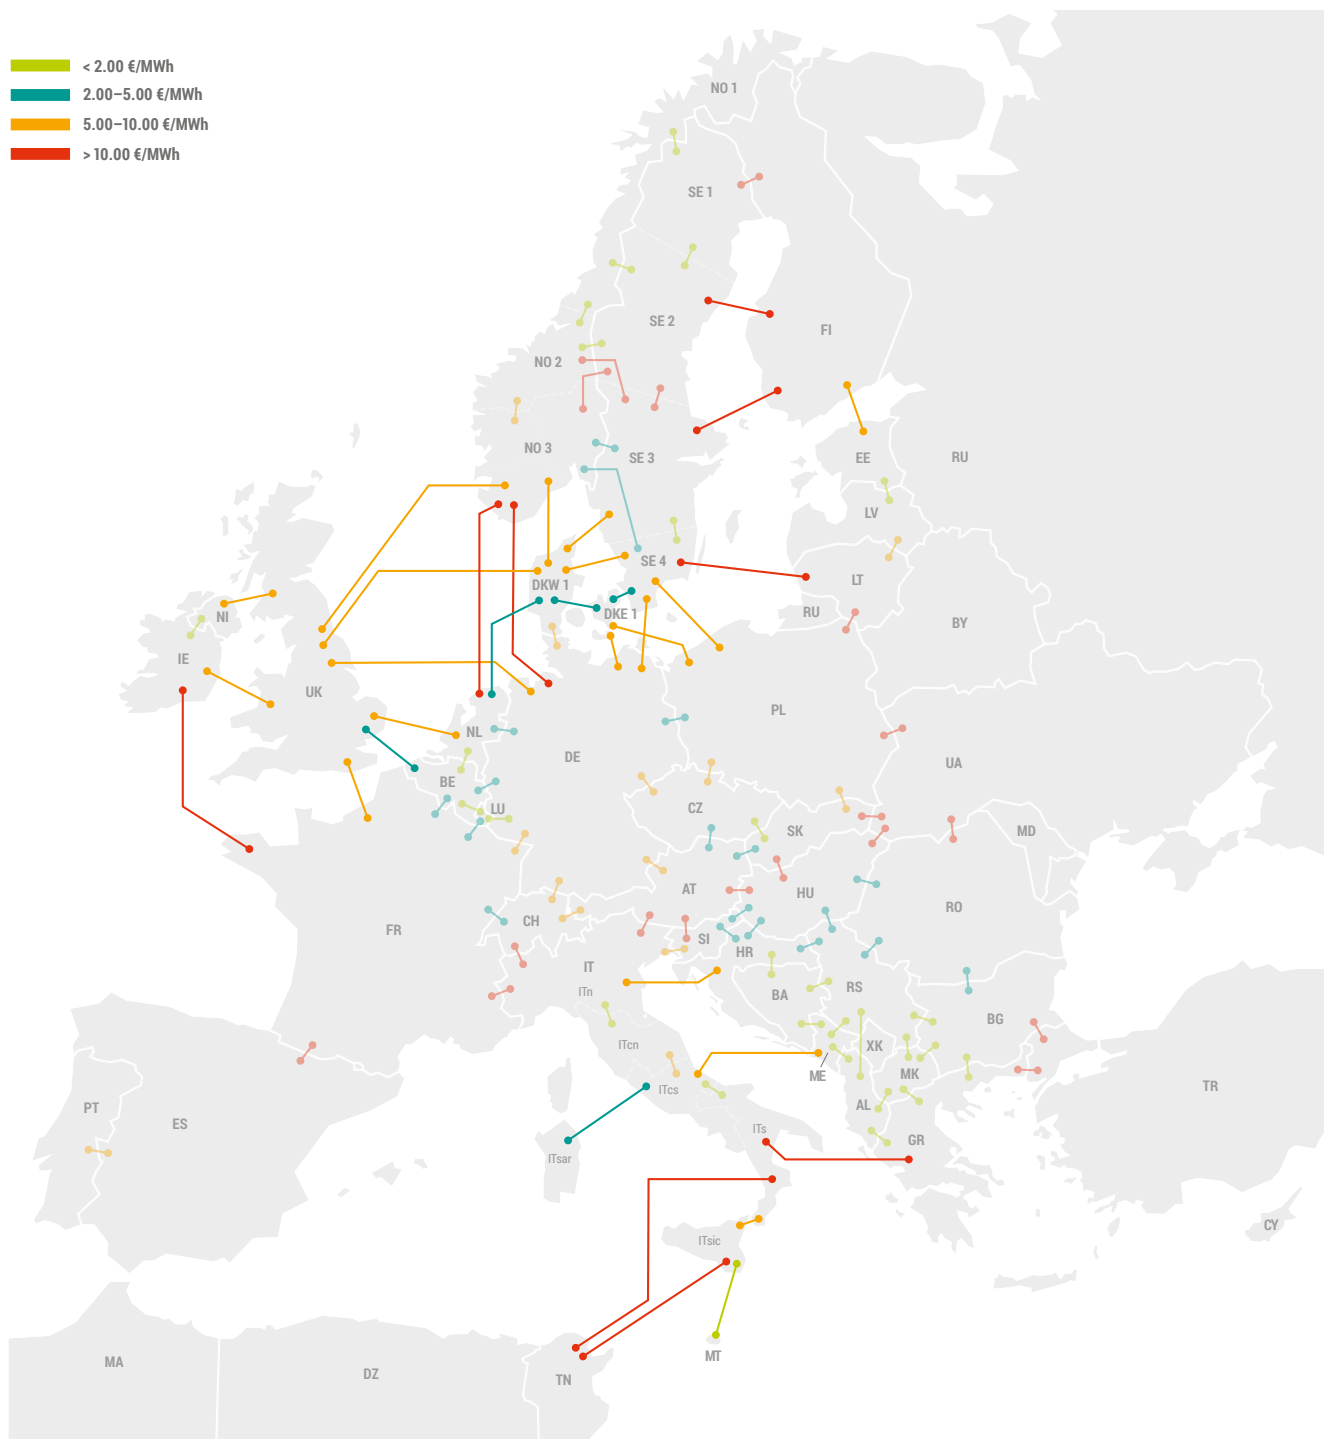 < 2.00 €/MWh
2.00–5.00 €/MWh
5.00–10.00 €/MWh
> 10.00 €/MWh
NO 1
SE 1
SE 2
FI
NO 2
NO 3
SE 3
EE
RU
LV
SE 4
LT
DKW 1
DKE 1
RU
NI
BY
IE
UK
PL
NL
DE
UA
BE
LU
CZ
SK
MD
AT
HU
RO
FR
CH
SI
HR
IT
ITn
BA
RS
BG
ITcn
XK
ME
MK
TR
ITcs
PT
ES
AL
ITs
GR
ITsar
CY
ITsic
MT
MA
DZ
TN